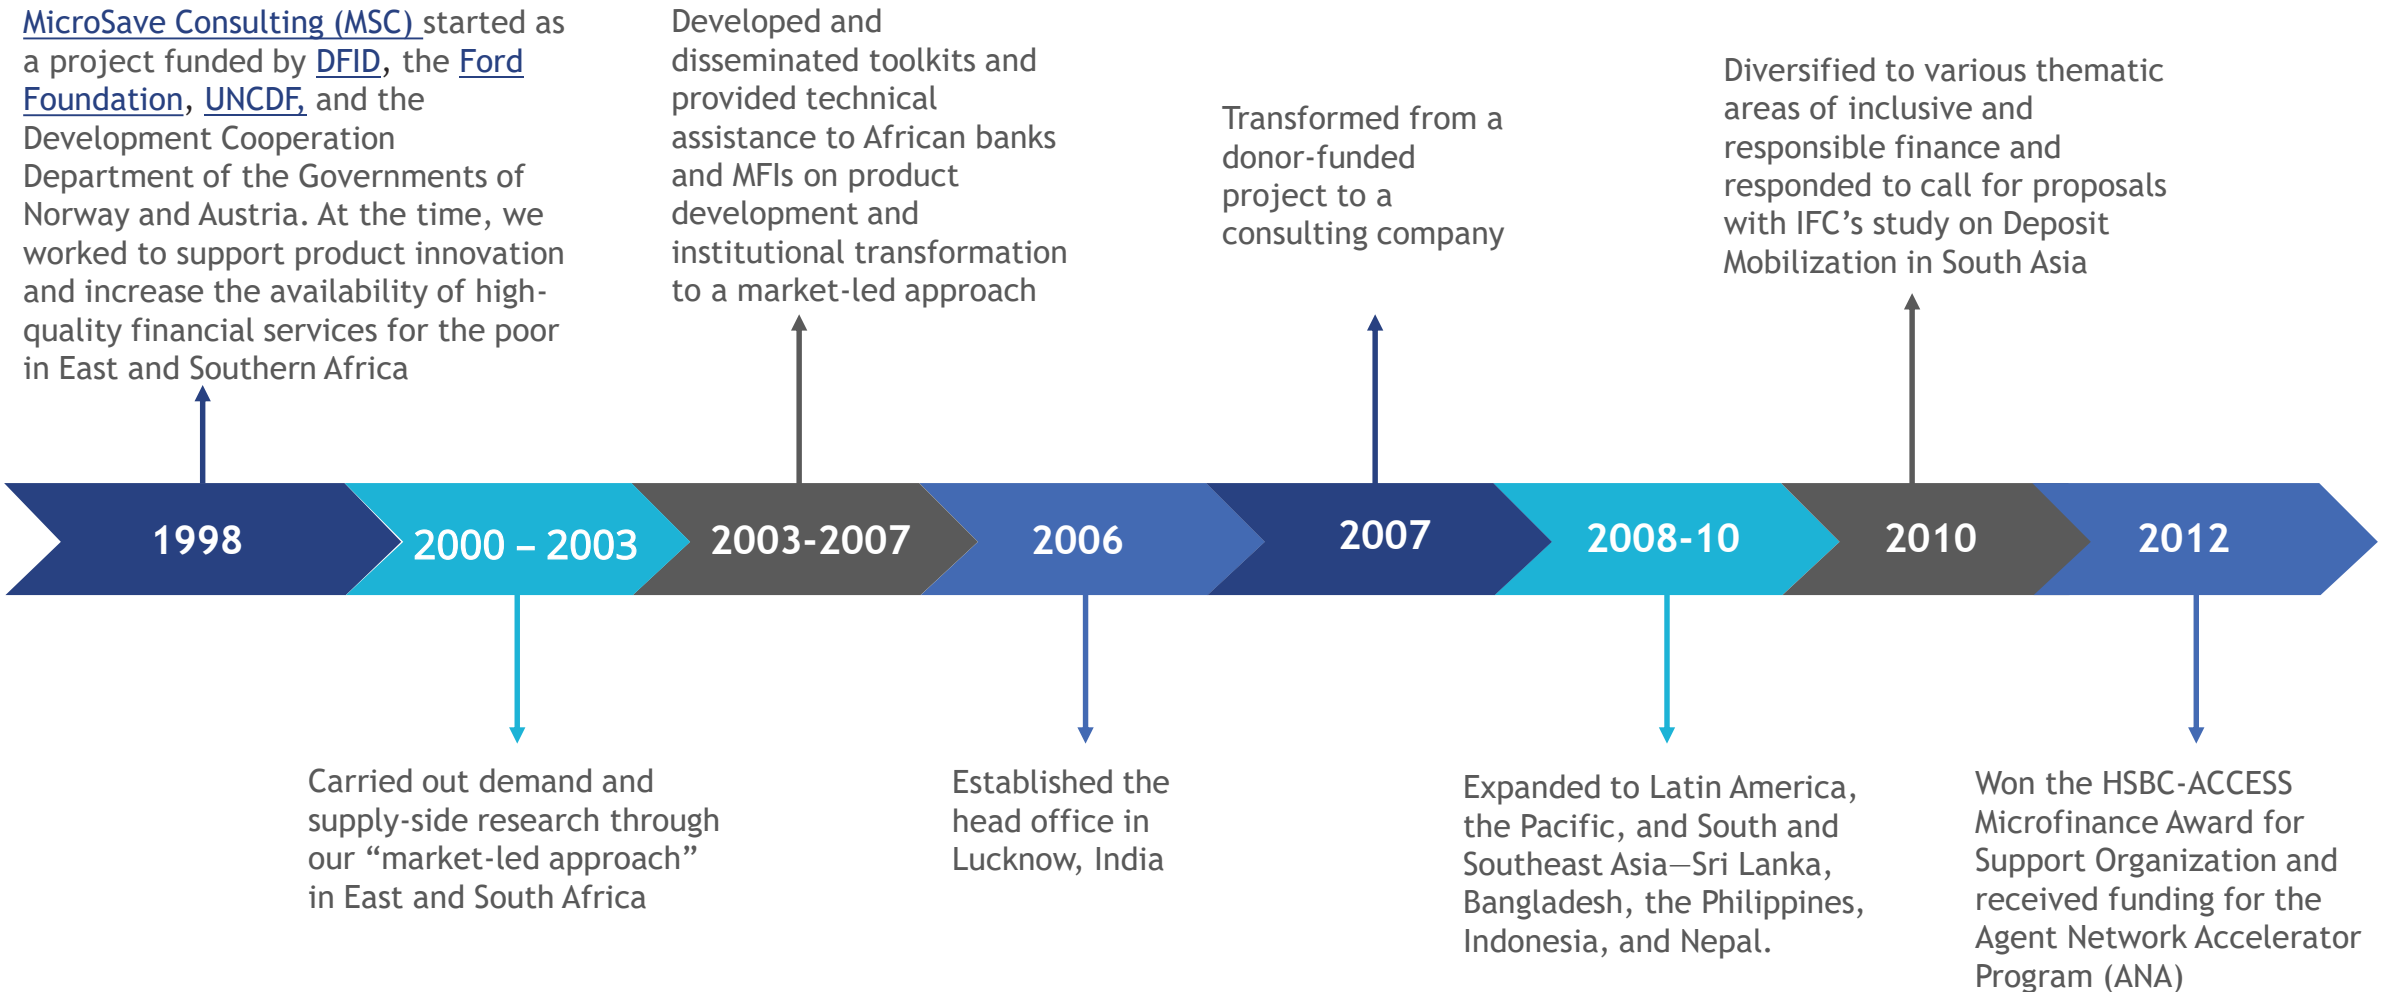 MicroSave Consulting (MSC) started as
a project funded by DFID, the Ford
Foundation, UNCDF, and the
Development Cooperation
Department of the Governments of
Norway and Austria. At the time, we
worked to support product innovation
and increase the availability of high-
quality financial services for the poor
in East and Southern Africa
Developed and
disseminated toolkits and
provided technical
assistance to African banks
and MFIs on product
development and
institutional transformation
to a market-led approach
Transformed from a
donor-funded
project to a
consulting company
Diversified to various thematic
areas of inclusive and
responsible finance and
responded to call for proposals
with IFC’s study on Deposit
Mobilization in South Asia
1998
2000 – 2003
2003-2007
2006
2007
2008-10
2010
2012
Carried out demand and
supply-side research through
our “market-led approach”
in East and South Africa
Established the
head office in
Lucknow, India
Expanded to Latin America,
the Pacific, and South and
Southeast Asia—Sri Lanka,
Bangladesh, the Philippines,
Indonesia, and Nepal.
Won the HSBC-ACCESS
Microfinance Award for
Support Organization and
received funding for the
Agent Network Accelerator
Program (ANA)